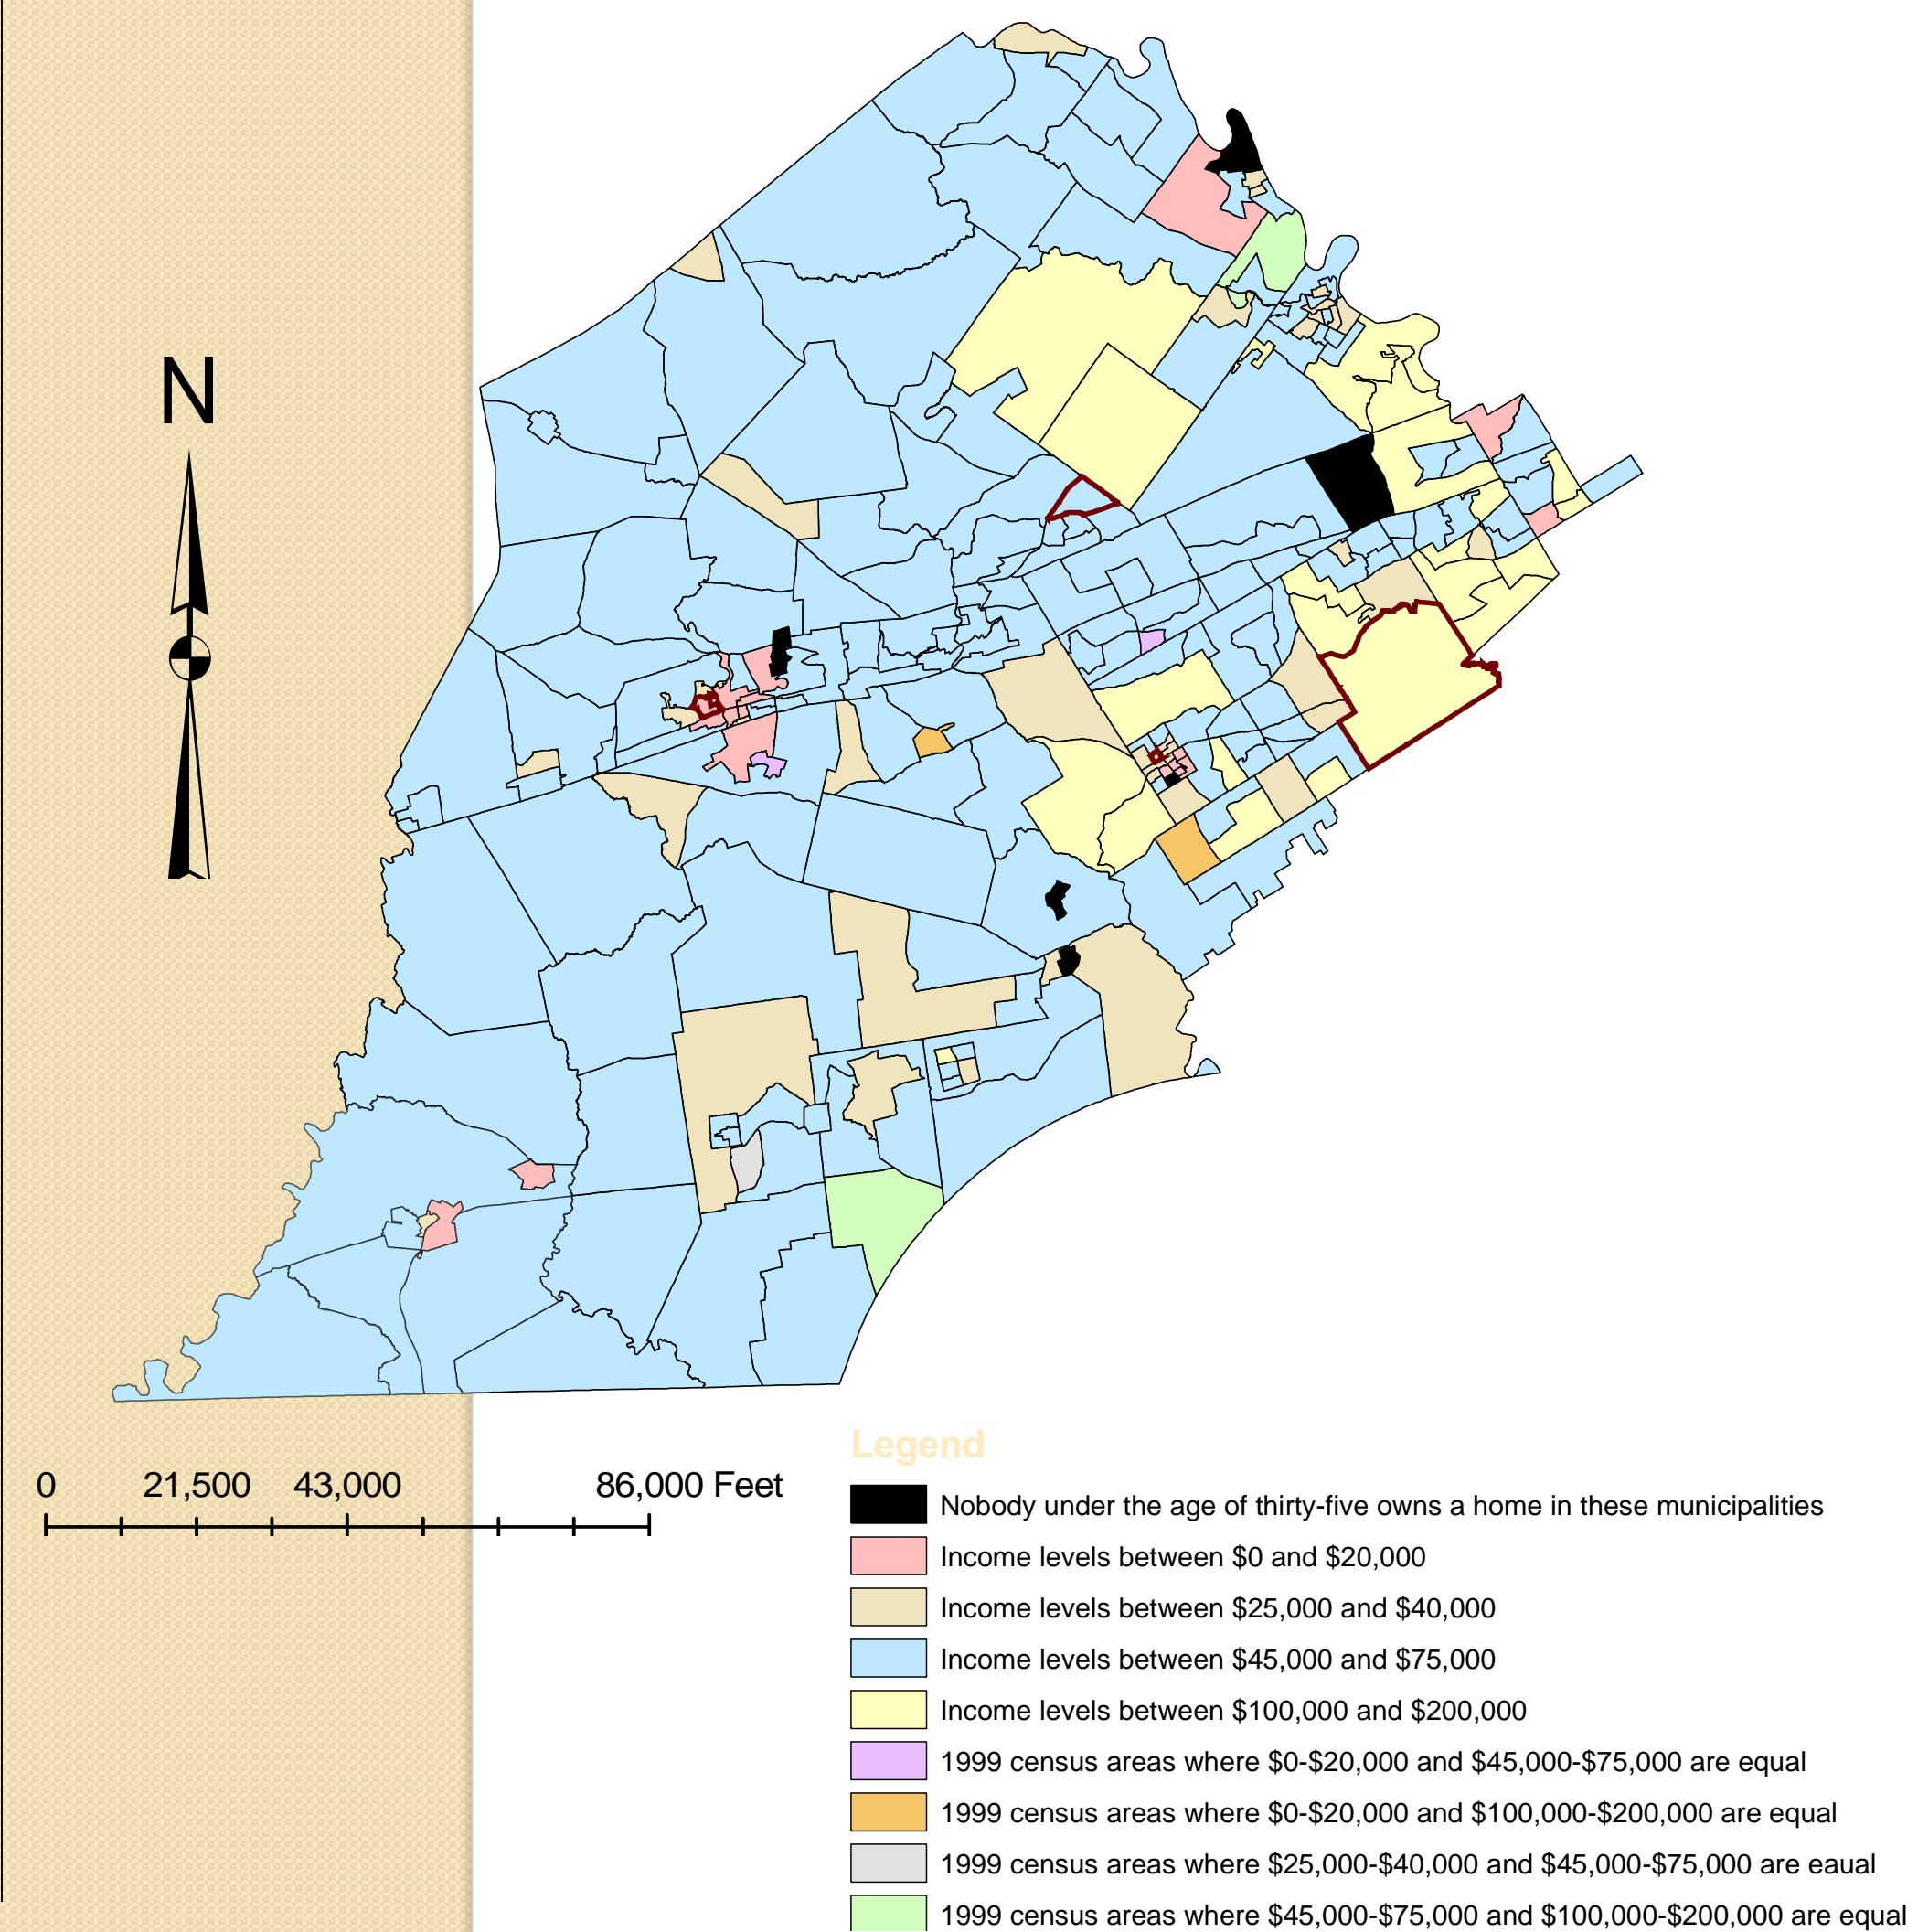 N
0 21,500 43,000 86,000 Feet
Legend
Nobody under the age of thirty-five owns a home in these municipalities
Income levels between $0 and $20,000
Income levels between $25,000 and $40,000
Income levels between $45,000 and $75,000
Income levels between $100,000 and $200,000
1999 census areas where $0-$20,000 and $45,000-$75,000 are equal
1999 census areas where $0-$20,000 and $100,000-$200,000 are equal
1999 census areas where $25,000-$40,000 and $45,000-$75,000 are eaual
1999 census areas where $45,000-$75,000 and $100,000-$200,000 are equal